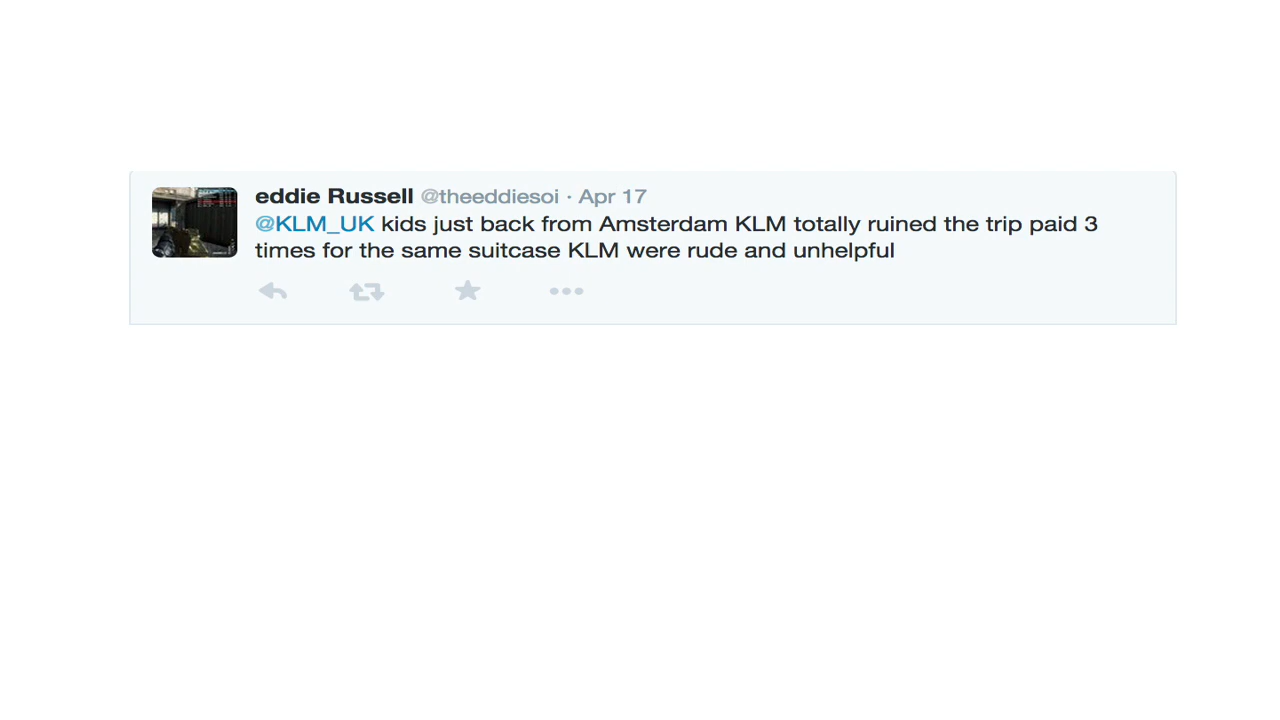 eddie Russell @theeddiesoi · Apr 17
@KLM_UK kids just back from Amsterdam KLM totally ruined the trip paid 3
times for the same suitcase KLM were rude and unhelpful